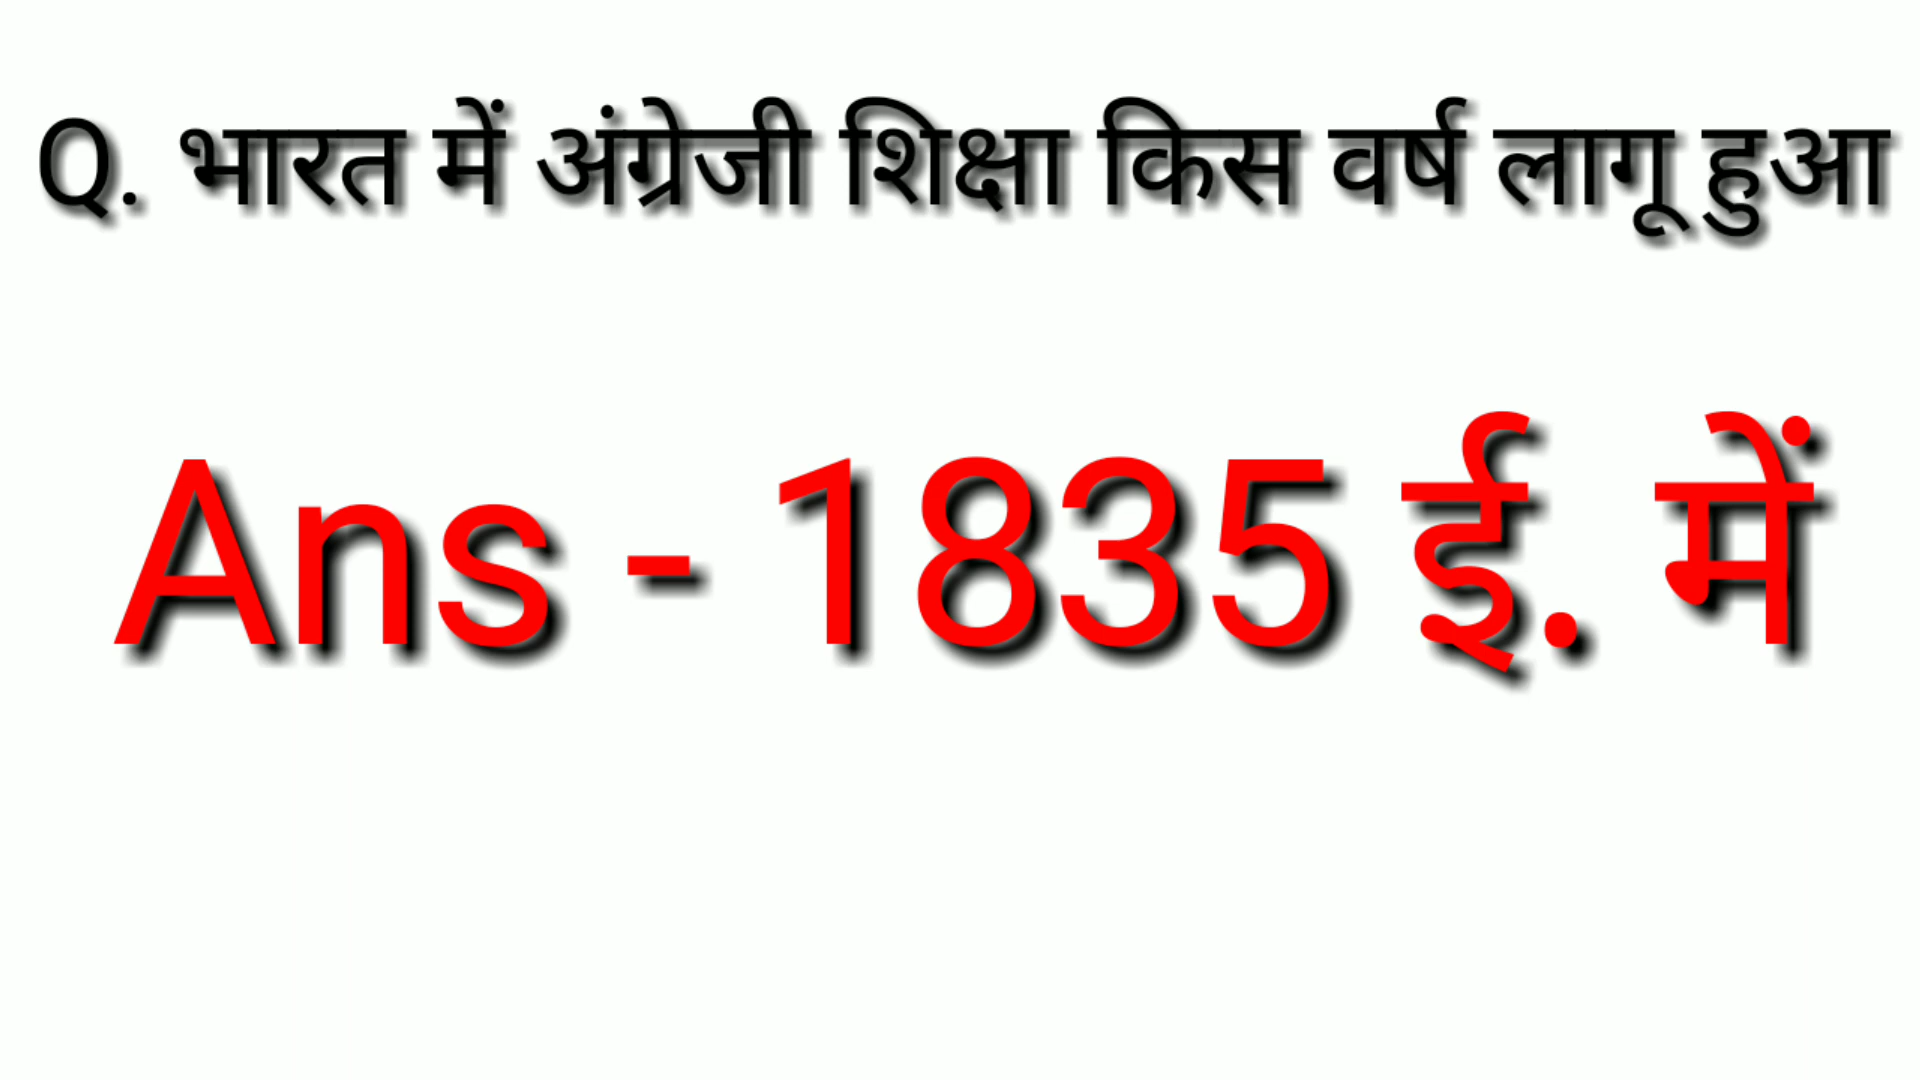 Q. भारत में अंग्रेजी शिक्षा किस वर्ष लागू हुआ
Ans - 1835 ई. में